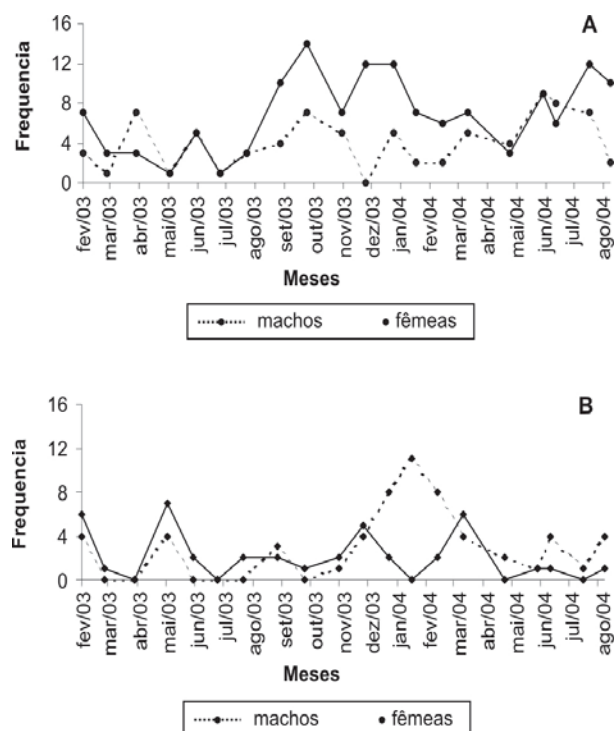 A
Frequencia
16
12
8
4
0
fev/03 mar/03 abr/03 mai/03 jun/03 jul/03 ago/03 set/03 out/03 nov/03 dez/03 jan/04 fev/04 mar/04 abr/04 mai/04 jun/04 jul/04 ago/04
Meses
machos fêmeas
B
Frequencia
16
12
8
4
0
fev/03 mar/03 abr/03 mai/03 jun/03 jul/03 ago/03 set/03 out/03 nov/03 dez/03 jan/04 fev/04 mar/04 abr/04 mai/04 jun/04 jul/04 ago/04
Meses
machos fêmeas